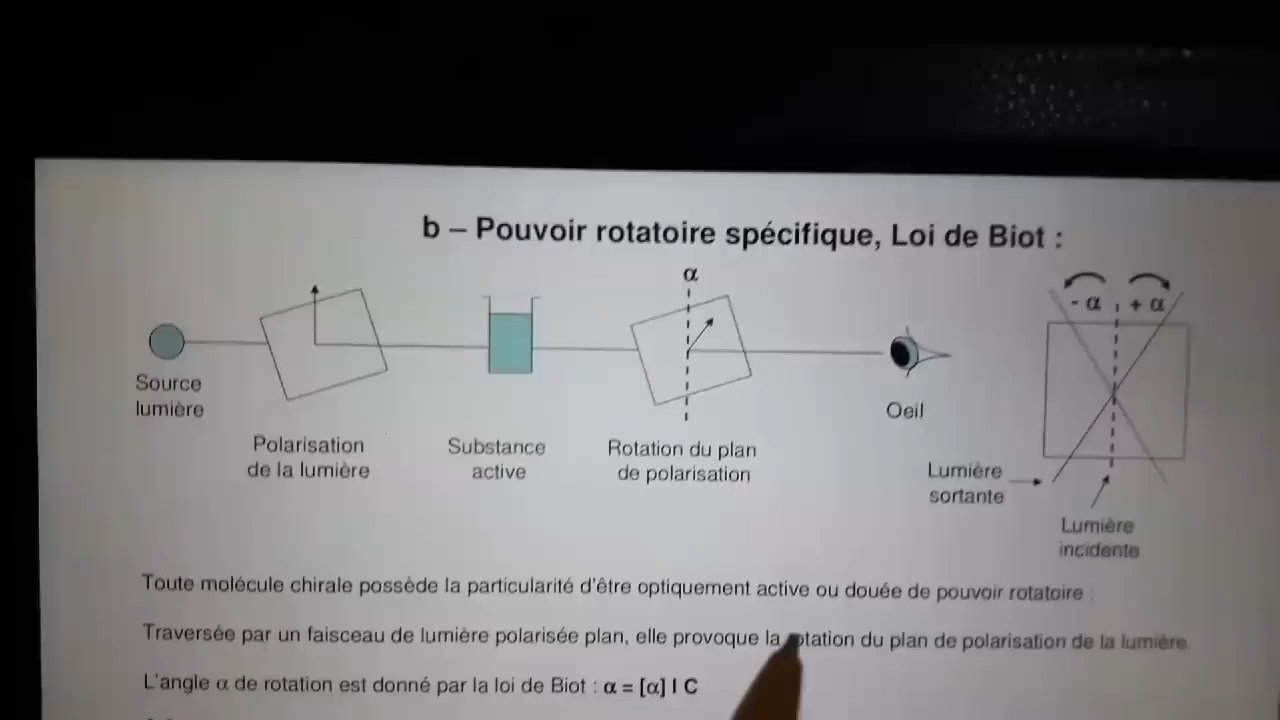 b – Pouvoir rotatoire spécifique, Loi de Biot :
α
- α
+ α
Source
lumière
Polarisation
de la lumière
Substance
active
Rotation du plan
de polarisation
Oeil
Lumière
sortante
Lumière
incidente
Toute molécule chirale possède la particularité d'être optiquement active ou douée de pouvoir rotatoire :
Traversée par un faisceau de lumière polarisée plan, elle provoque la rotation du plan de polarisation de la lumière.
L'angle α de rotation est donné par la loi de Biot : α = [α] l C